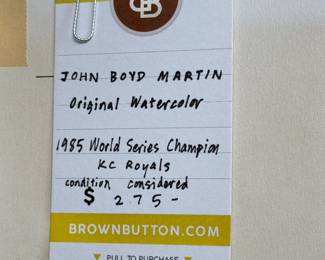 B
JOHN BOYD MARTIN
Original Watercolor
1985 World Series Champion
KC Royals
condition considered
$ 275-
BROWNBUTTON.COM
▼ PULL TO PURCHASE ▼